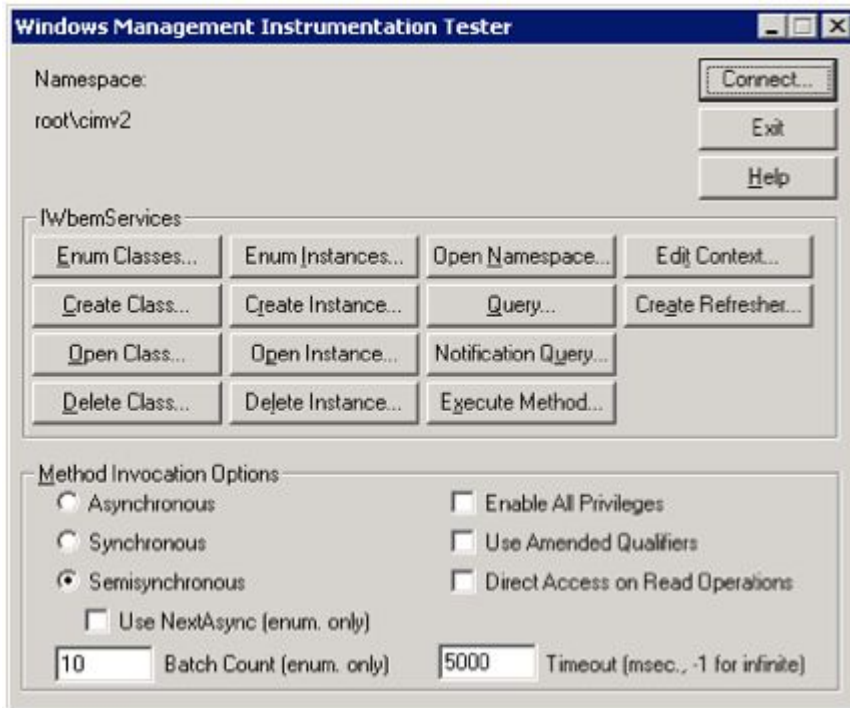 Windows Management Instrumentation Tester
Namespace:
root\cimv2
Connect...
Exit
Help
IWbemServices
Enum Classes... Enum Instances... Open Namespace... Edit Context...
Create Class... Create Instance... Query... Create Refresher...
Open Class... Open Instance... Notification Query...
Delete Class... Delete Instance... Execute Method...
Method Invocation Options
Asynchronous Enable All Privileges
Synchronous Use Amended Qualifiers
Semisynchronous Direct Access on Read Operations
Use NextAsync (enum. only)
10 Batch Count (enum. only) 5000 Timeout (msec., -1 for infinite)